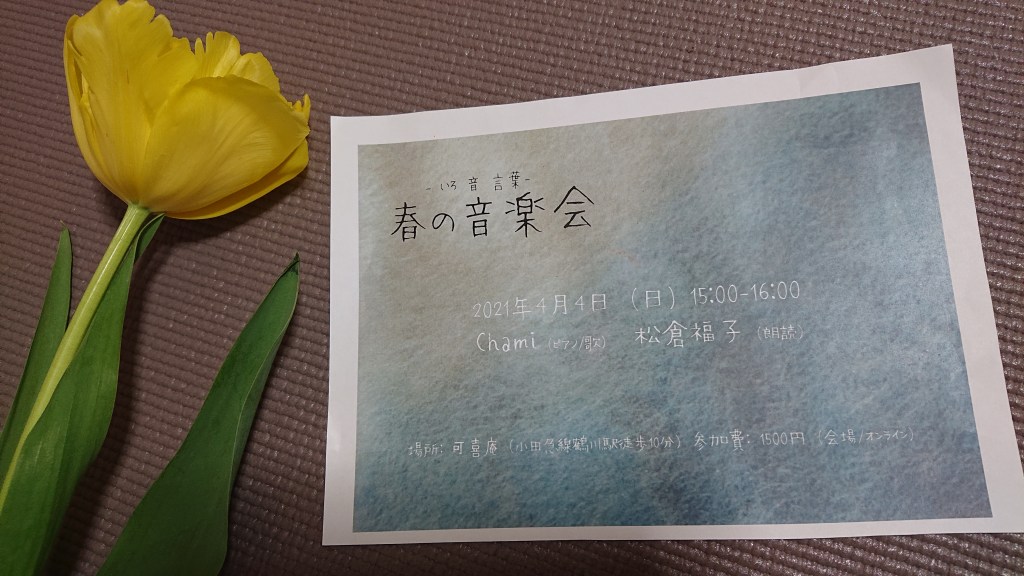 - いろ 音 言葉 -
春の音楽会
2021年4月4日 (日) 15:00-16:00
Chami (ピアノ/歌) 松倉福子 (朗読)
場所: 可喜庵 (小田急線鶴川駅徒歩10分) 参加費: 1500円 (会場/オンライン)